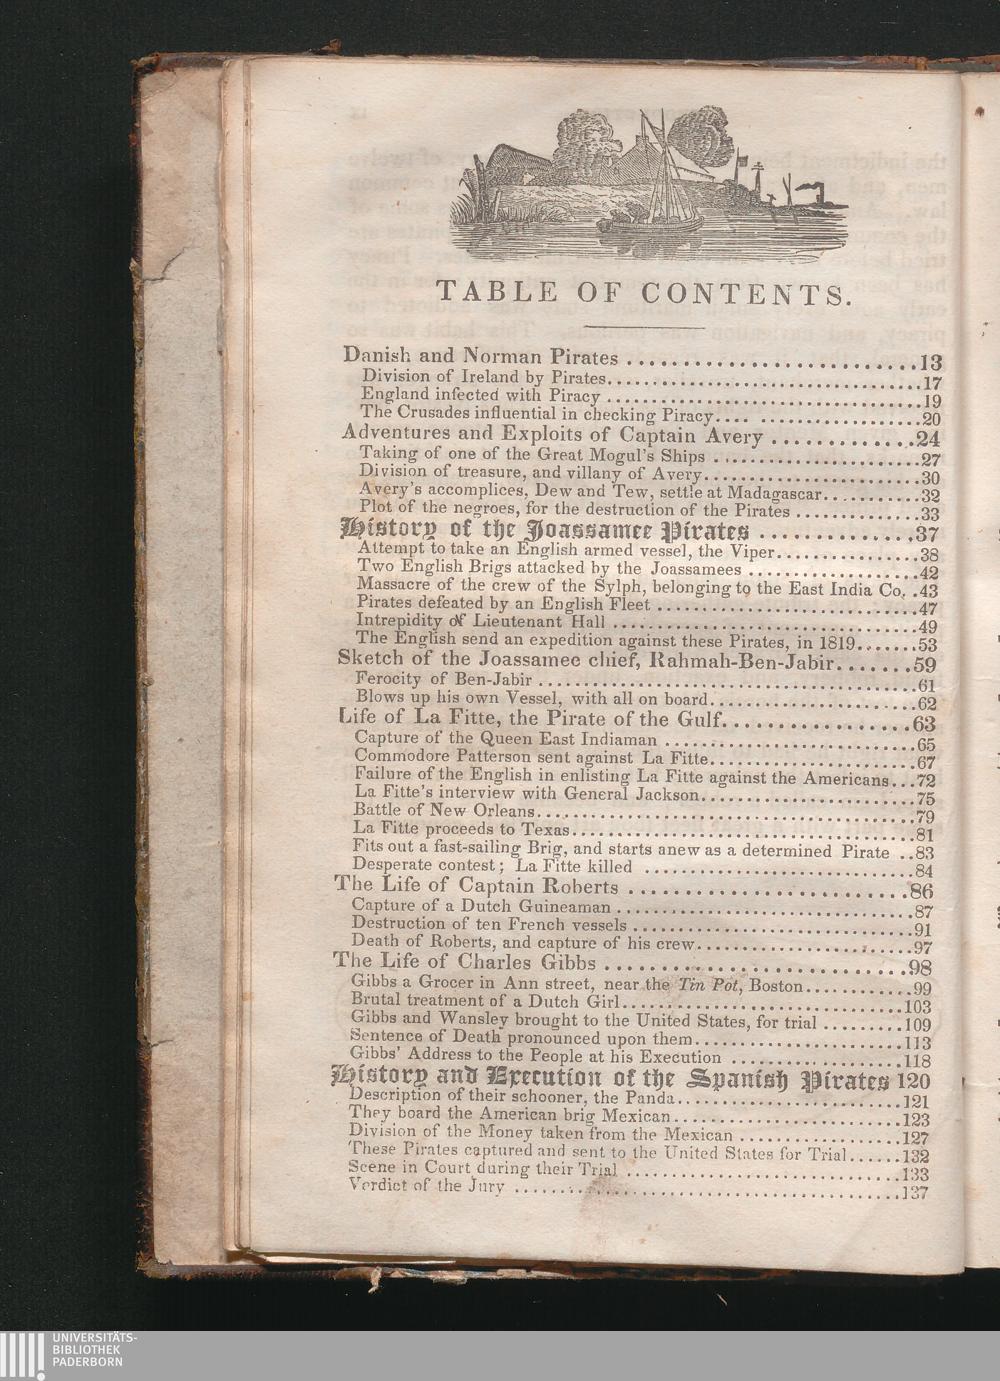 TABLE OF CONTENTS.
Danish and Norman Pirates ........................... 13
Division of Ireland by Pirates................................... 17
England infected with Piracy ................................... 19
The Crusades influential in checking Piracy.... .................. 20
Adventures and Exploits of Captain Avery ............. 24
Taking of one of the Great Mogul's Ships ....................... 27
Division of treasure, and villany of Avery........................ 30
Avery's accomplices, Dew and Tew, settle at Madagascar........... 32
Plot of the negroes, for the destruction of the Pirates .............. 33
History of the Joassamee Pirates .............. 37
Attempt to take an English armed vessel, the Viper................ 38
Two English Brigs attacked by the Joassamees ................... 42
Massacre of the crew of the Sylph, belonging to the East India Co. . 43
Pirates defeated by an English Fleet ............................. 47
Intrepidity of Lieutenant Hall .................................. 49
The English send an expedition against these Pirates, in 1819....... 53
Sketch of the Joassamee chief, Rahmah-Ben-Jabir....... 59
Ferocity of Ben-Jabir .......................................... 61
Blows up his own Vessel, with all on board....................... 62
Life of La Fitte, the Pirate of the Gulf................. 63
Capture of the Queen East Indiaman ............................ 65
Commodore Patterson sent against La Fitte....................... 67
Failure of the English in enlisting La Fitte against the Americans... 72
La Fitte's interview with General Jackson........................ 75
Battle of New Orleans.......................................... 79
La Fitte proceeds to Texas...................................... 81
Fits out a fast-sailing Brig, and starts anew as a determined Pirate .. 83
Desperate contest; La Fitte killed .............................. 84
The Life of Captain Roberts .......................... 86
Capture of a Dutch Guineaman ................................. 87
Destruction of ten French vessels ............................... 91
Death of Roberts, and capture of his crew........................ 97
The Life of Charles Gibbs ............................ 98
Gibbs a Grocer in Ann street, near the Tin Pot, Boston............ 99
Brutal treatment of a Dutch Girl............................... 103
Gibbs and Wansley brought to the United States, for trial ......... 109
Sentence of Death pronounced upon them....................... 113
Gibbs' Address to the People at his Execution ................... 118
History and Execution of the Spanish Pirates 120
Description of their schooner, the Panda......................... 121
They board the American brig Mexican......................... 123
Division of the Money taken from the Mexican .................. 127
These Pirates captured and sent to the United States for Trial...... 132
Scene in Court during their Trial ............................... 133
Verdict of the Jury ........................................... 137
UNIVERSITÄTS-
BIBLIOTHEK
PADERBORN